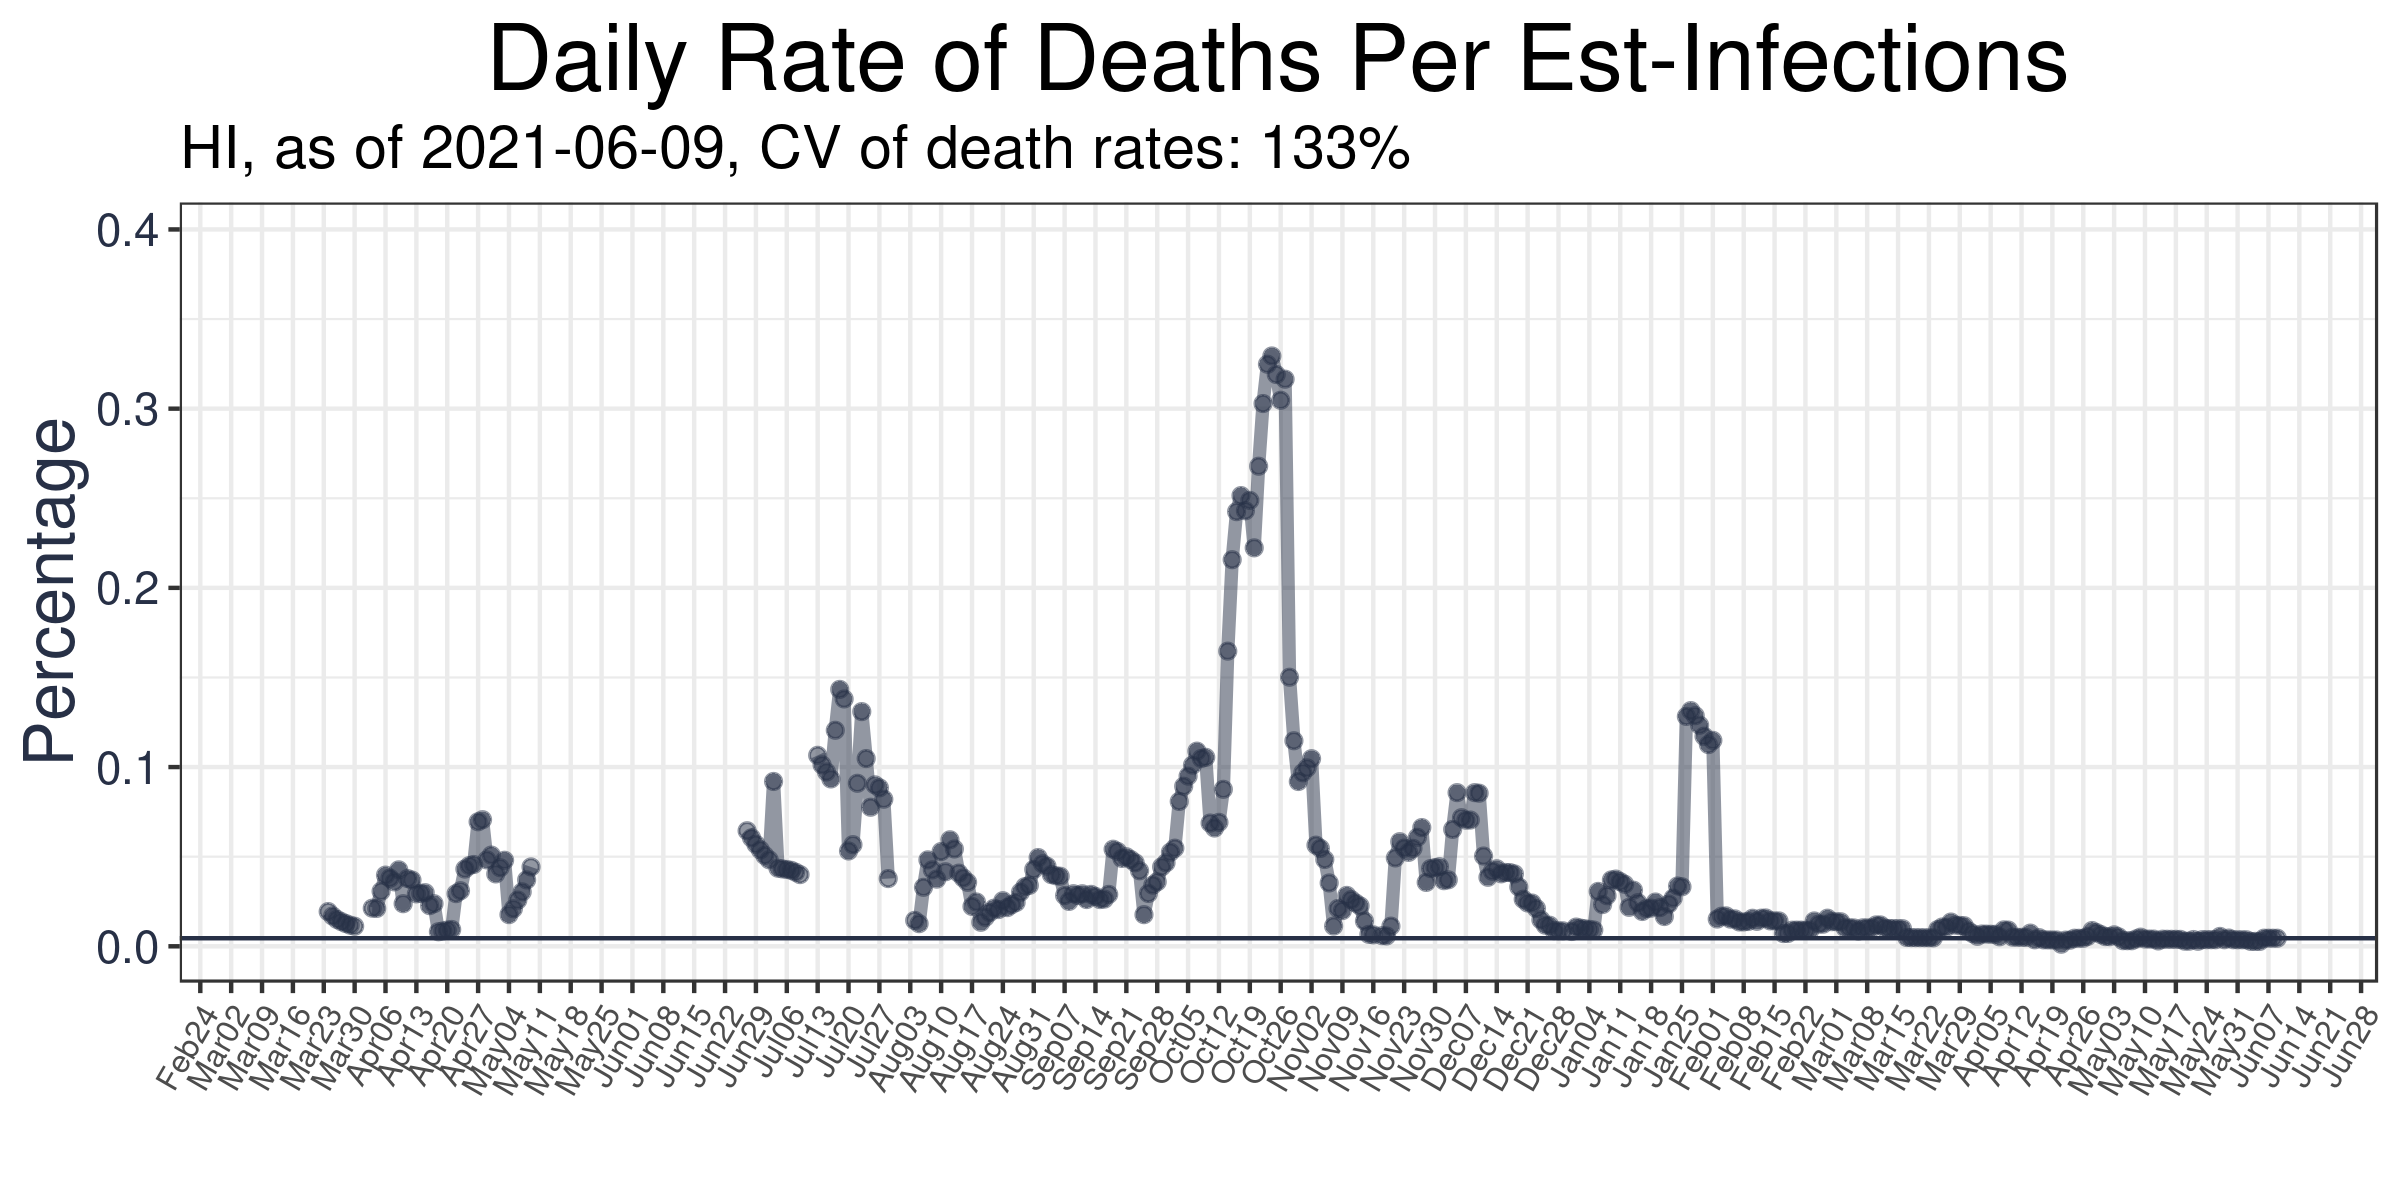 Daily Rate of Deaths Per Est-Infections
HI, as of 2021-06-09, CV of death rates: 133%
Percentage
0.4
0.3
0.2
0.1
0.0
Feb24
Mar02
Mar09
Mar16
Mar23
Mar30
Apr06
Apr13
Apr20
Apr27
May04
May11
May18
May25
Jun01
Jun08
Jun15
Jun22
Jun29
Jul06
Jul13
Jul20
Jul27
Aug03
Aug10
Aug17
Aug24
Aug31
Sep07
Sep14
Sep21
Sep28
Oct05
Oct12
Oct19
Oct26
Nov02
Nov09
Nov16
Nov23
Nov30
Dec07
Dec14
Dec21
Dec28
Jan04
Jan11
Jan18
Jan25
Feb01
Feb08
Feb15
Feb22
Mar01
Mar08
Mar15
Mar22
Mar29
Apr05
Apr12
Apr19
Apr26
May03
May10
May17
May24
May31
Jun07
Jun14
Jun21
Jun28